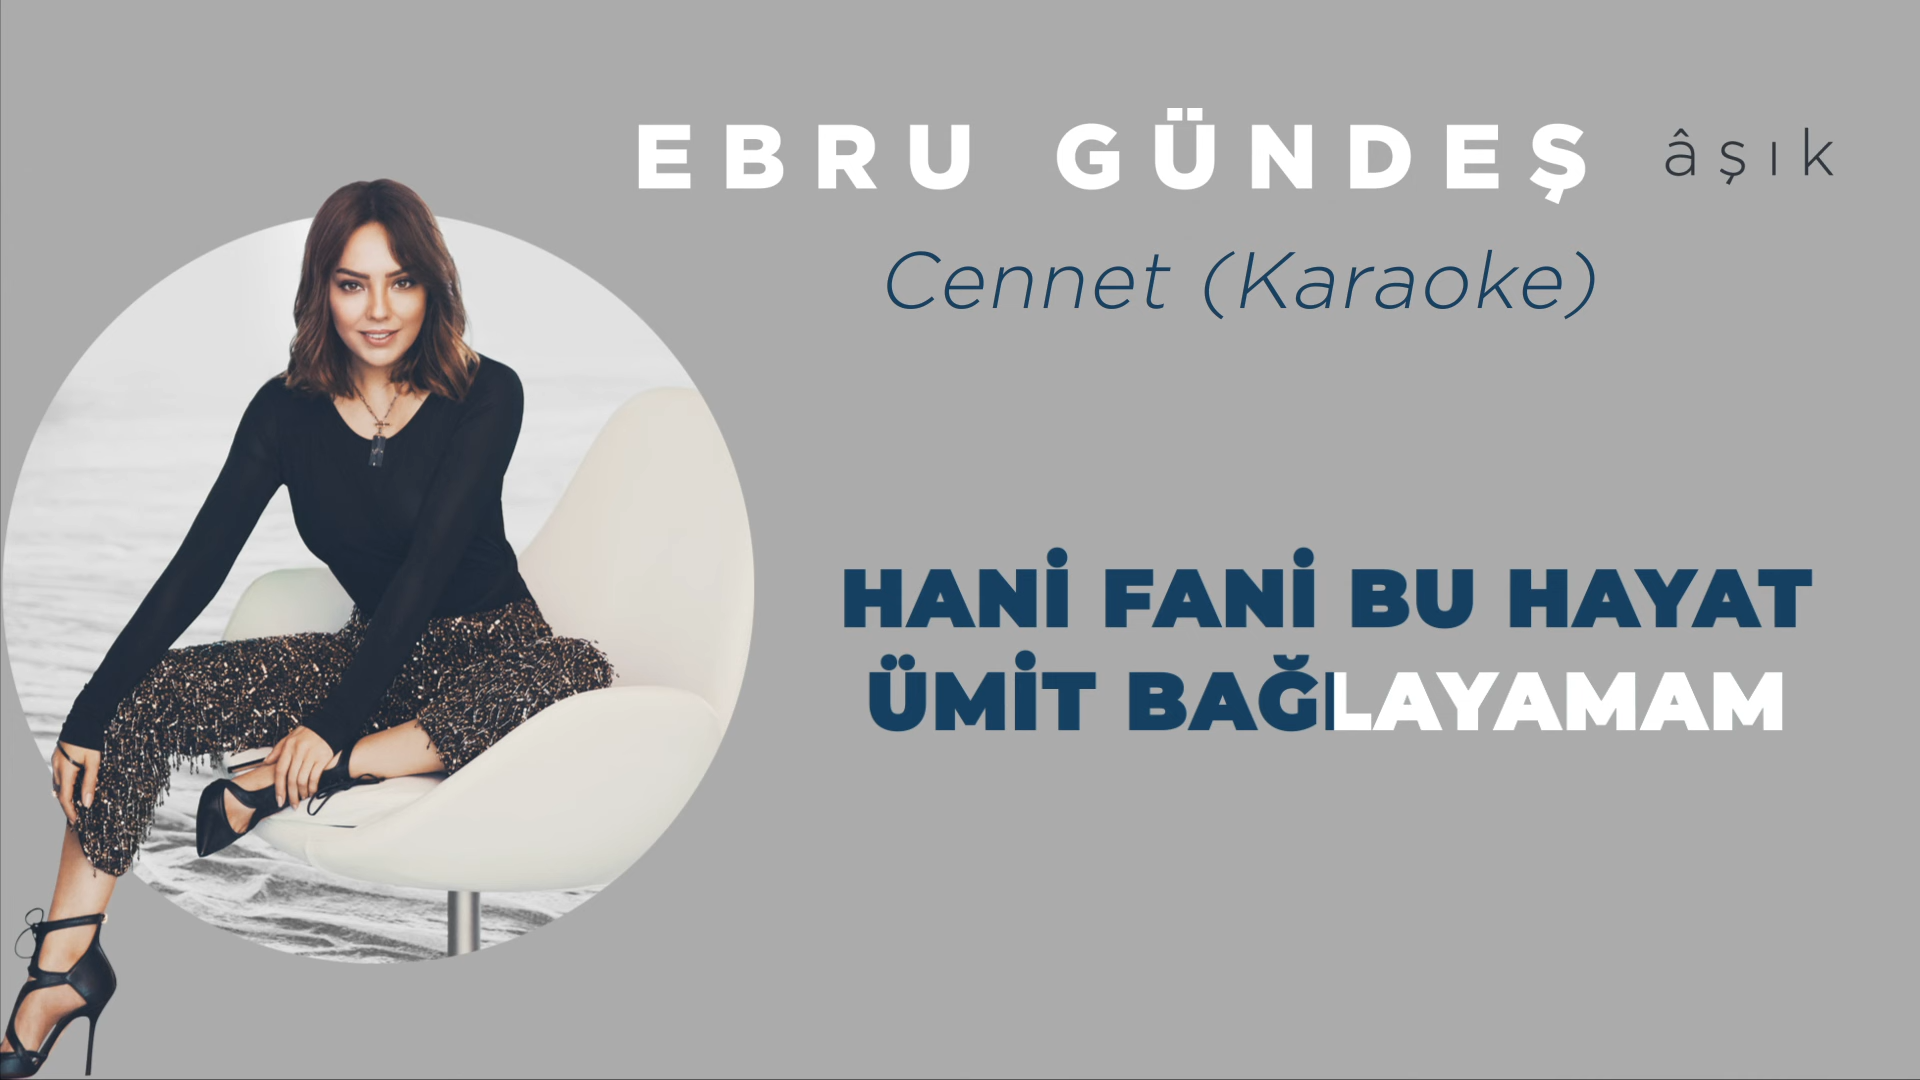 EBRU GÜNDEŞ âşık
Cennet (Karaoke)
HANİ FANİ BU HAYAT
ÜMİT BAĞLAYAMAM